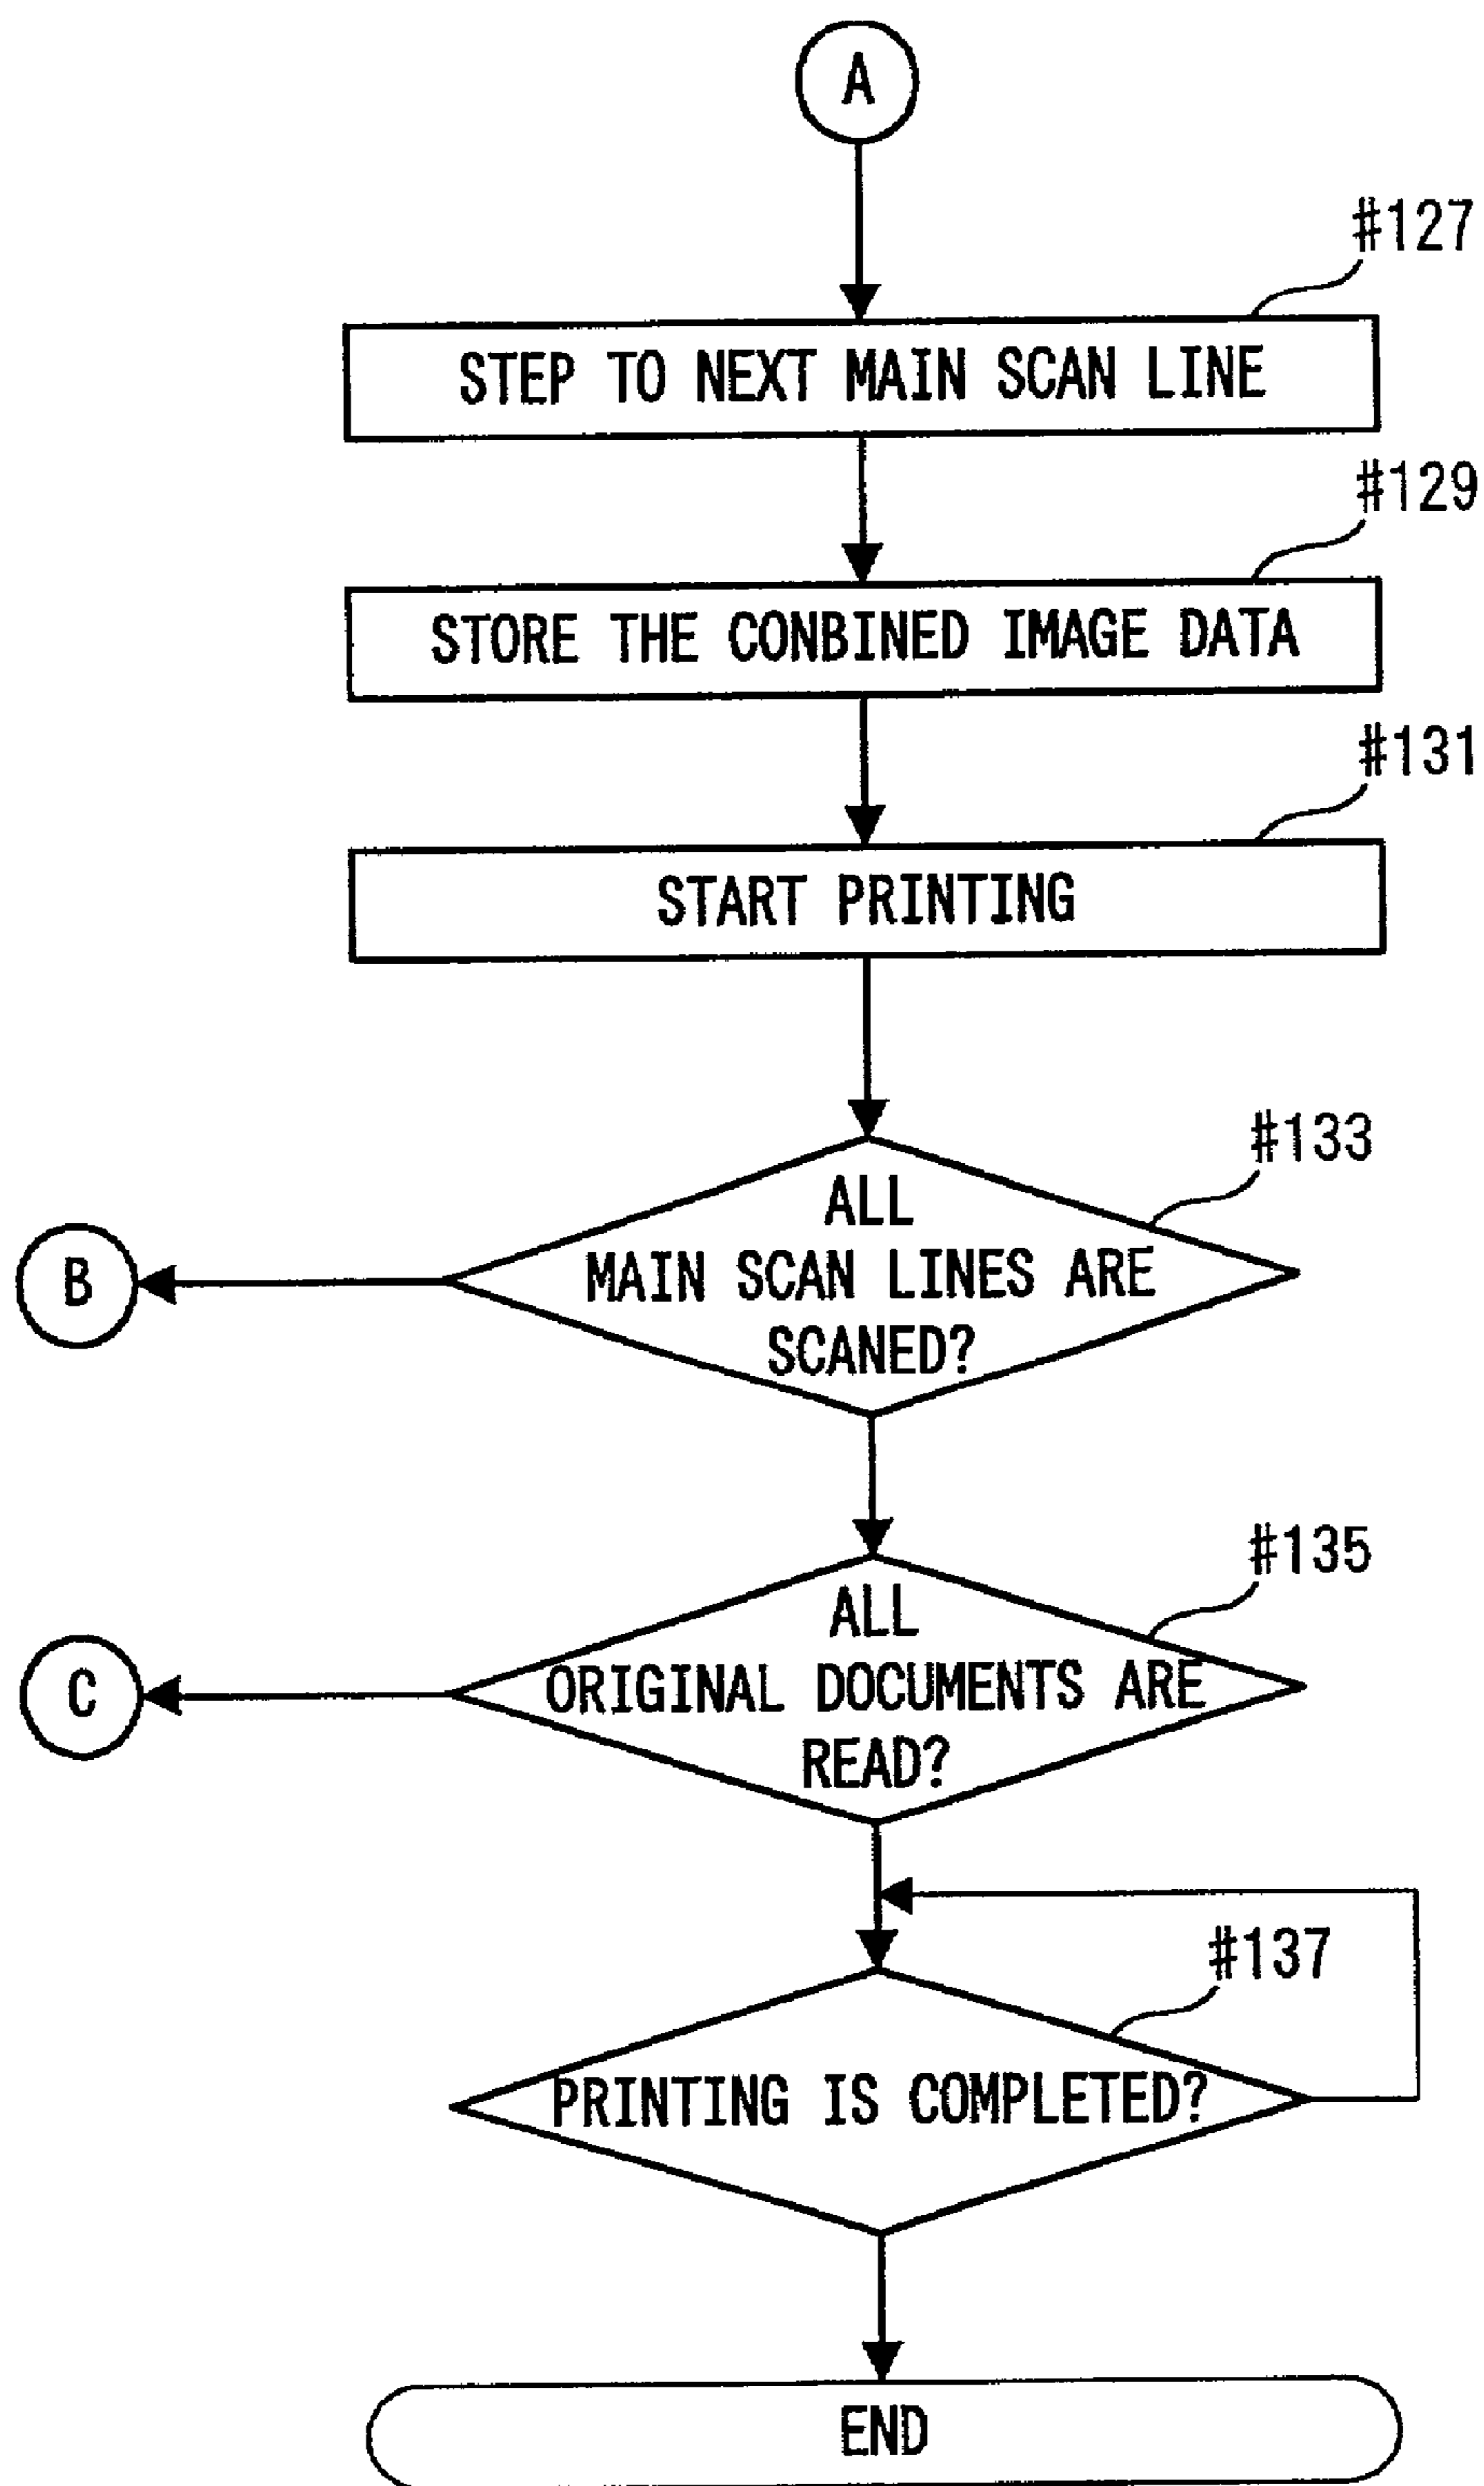 A
#127
STEP TO NEXT MAIN SCAN LINE
#129
STORE THE CONBINED IMAGE DATA
#131
START PRINTING
#133
ALL
MAIN SCAN LINES ARE
SCANED?
B
#135
ALL
ORIGINAL DOCUMENTS ARE
READ?
C
#137
PRINTING IS COMPLETED?
END